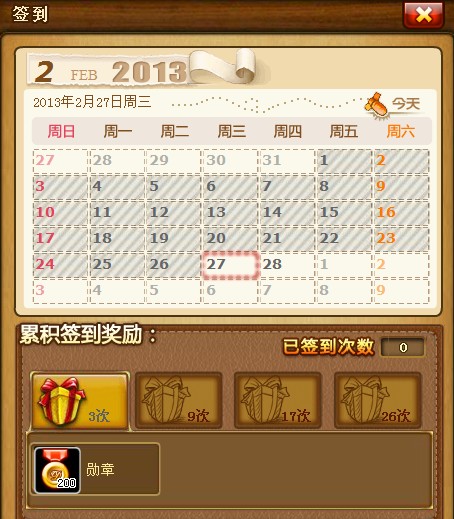 签到
2 FEB 2013
2013年2月27日周三
今天
周日 周一 周二 周三 周四 周五 周六
27 28 29 30 31 1 2
3 4 5 6 7 8 9
10 11 12 13 14 15 16
17 18 19 20 21 22 23
24 25 26 27 28 1 2
3 4 5 6 7 8 9
累积签到奖励：
已签到次数 0
3次 9次 17次 26次
200 勋章